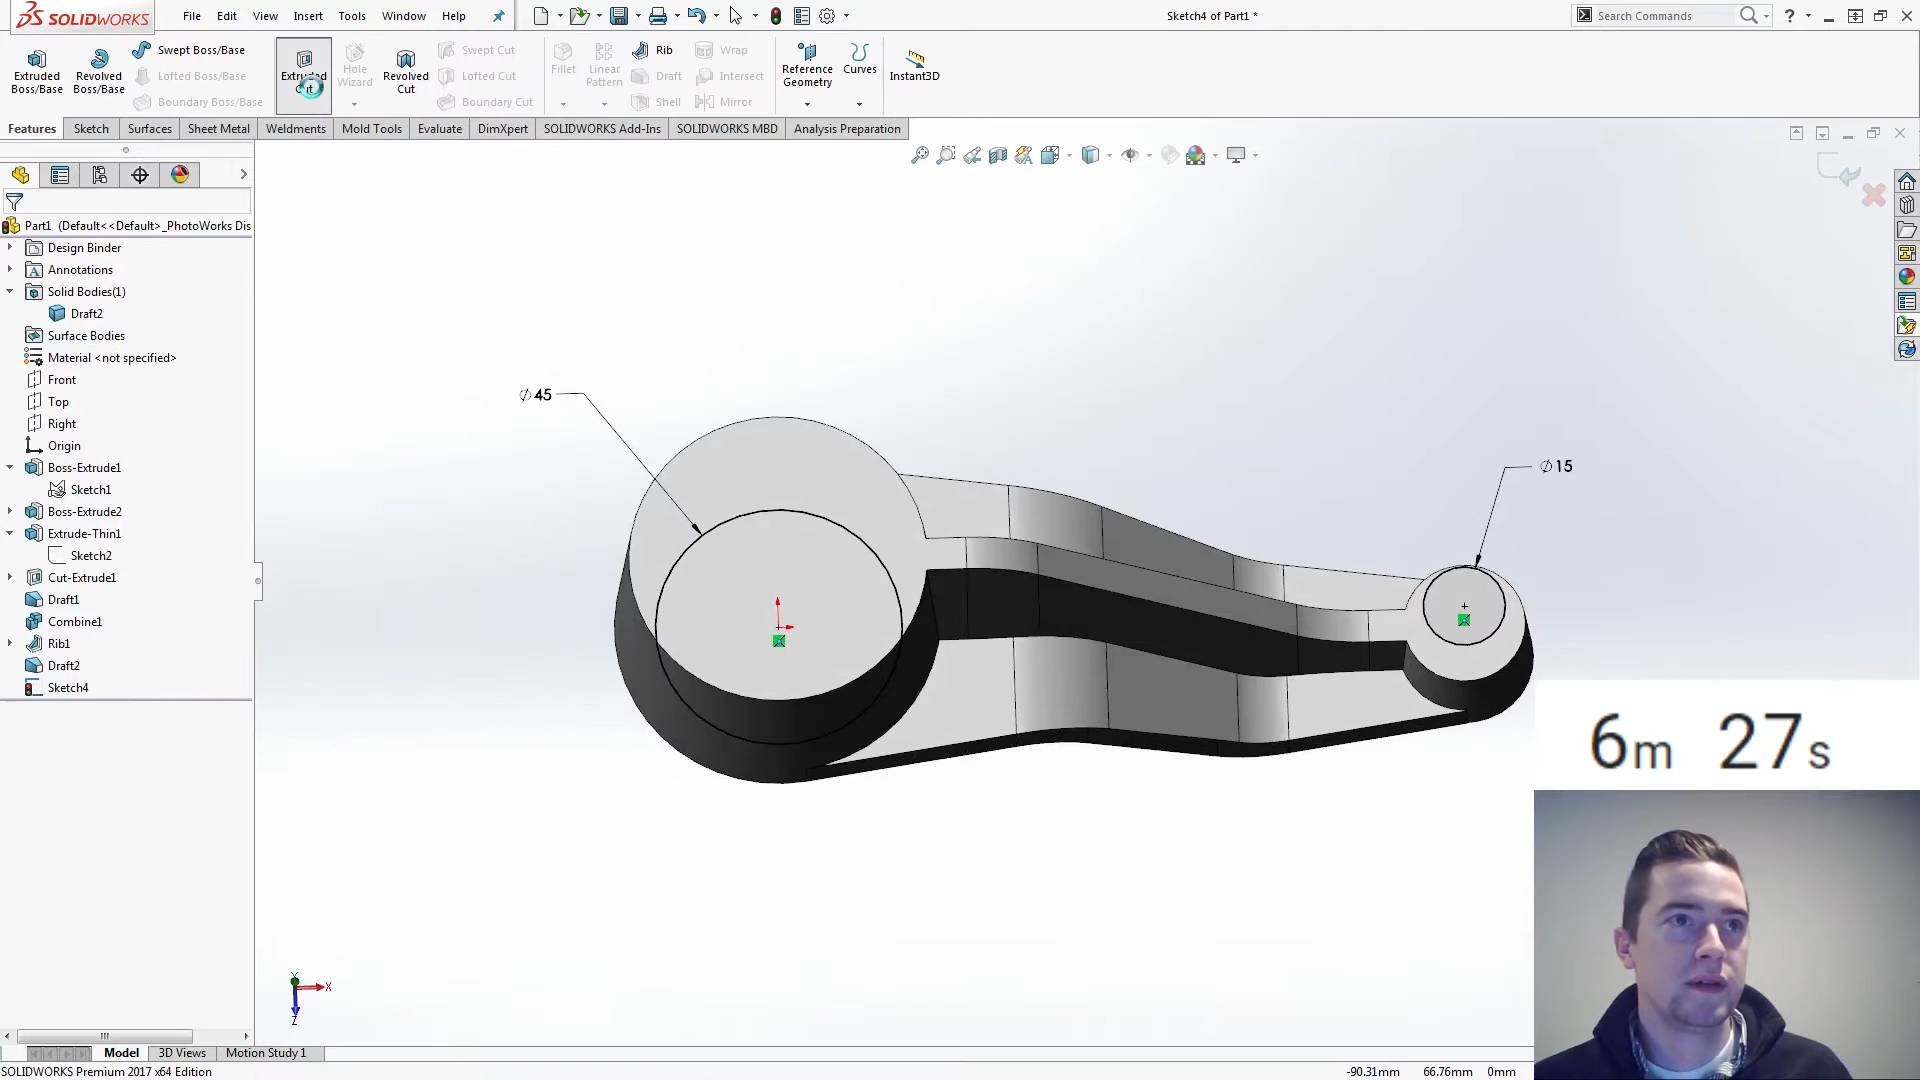 SOLIDWORKS
File Edit View Insert Tools Window Help
Sketch4 of Part1 *
Search Commands
Extruded Boss/Base
Revolved Boss/Base
Swept Boss/Base
Lofted Boss/Base
Boundary Boss/Base
Extruded Cut
Hole Wizard
Revolved Cut
Swept Cut
Lofted Cut
Boundary Cut
Fillet
Linear Pattern
Rib
Draft
Shell
Wrap
Intersect
Mirror
Reference Geometry
Curves
Instant3D
Features Sketch Surfaces Sheet Metal Weldments Mold Tools Evaluate DimXpert SOLIDWORKS Add-Ins SOLIDWORKS MBD Analysis Preparation
Part1 (Default<<Default>_PhotoWorks Dis
Design Binder
Annotations
Solid Bodies(1)
Draft2
Surface Bodies
Material <not specified>
Front
Top
Right
Origin
Boss-Extrude1
Sketch1
Boss-Extrude2
Extrude-Thin1
Sketch2
Cut-Extrude1
Draft1
Combine1
Rib1
Draft2
Sketch4
∅45
∅15
6m 27s
Y
X
Z
Model 3D Views Motion Study 1
SOLIDWORKS Premium 2017 x64 Edition
-90.31mm 66.76mm 0mm